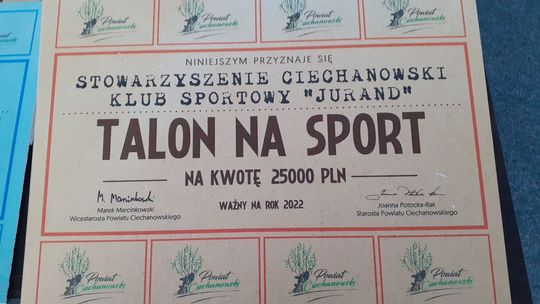 Powiat Ciechanowski
Powiat Ciechanowski
Powiat Ciechanowski
Powiat Ciechanowski
NINIEJSZYM PRZYZNAJE SIĘ
STOWARZYSZENIE CIECHANOWSKI
KLUB SPORTOWY "JURAND"
TALON NA SPORT
NA KWOTĘ 25000 PLN
WAŻNY NA ROK 2022
M. Marcinkowski
Marek Marcinkowski
Wicestarosta Powiatu Ciechanowskiego
Joanna Potocka-Rak
Starosta Powiatu Ciechanowskiego
Powiat Ciechanowski
Powiat Ciechanowski
Powiat Ciechanowski
Powiat Ciechanowski